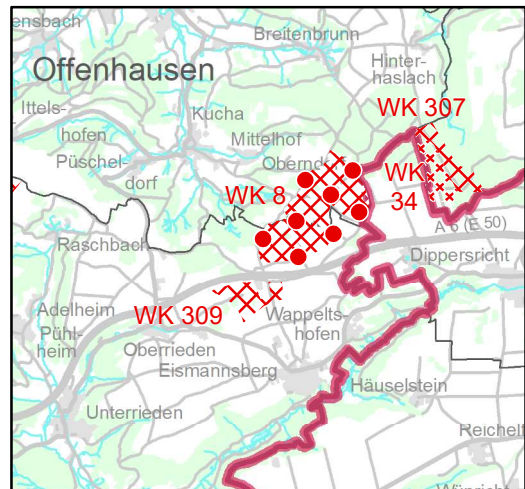 ensbach
Breitenbrunn
Hinter-
haslach
Offenhausen
Ittels-
hofen
Kucha
WK 307
Püschel-
dorf
Mittelhof
Oberndorf
WK 8
WK
34
A 6 (E 50)
Raschbach
Dippersricht
Adelheim
Pühl-
heim
WK 309
Wappelts-
hofen
Oberrieden
Eismannsberg
Häuselstein
Unterrieden
Reichelt